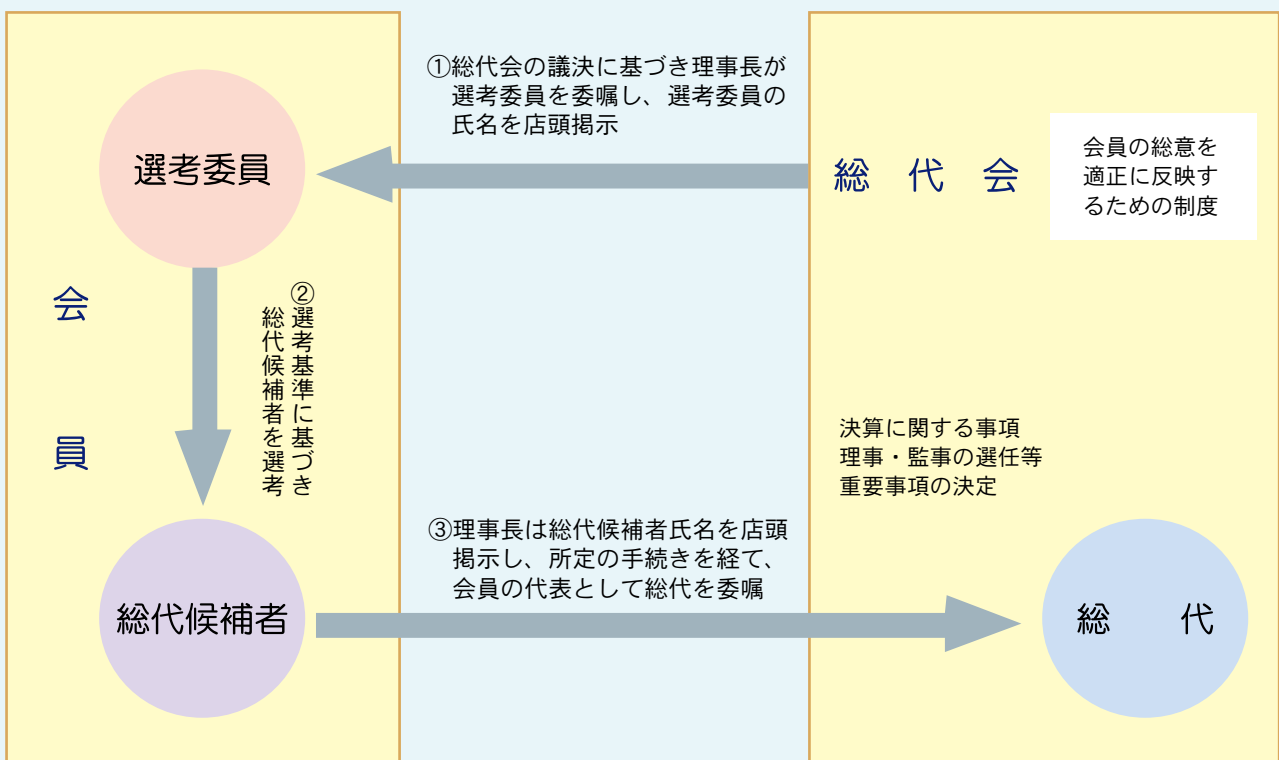 ①総代会の議決に基づき理事長が
選考委員を委嘱し、選考委員の
氏名を店頭掲示
選考委員
総代会
会員の総意を
適正に反映す
るための制度
会員
②選考基準に基づき
総代候補者を選考
決算に関する事項
理事・監事の選任等
重要事項の決定
③理事長は総代候補者氏名を店頭
掲示し、所定の手続きを経て、
会員の代表として総代を委嘱
総代候補者
総代